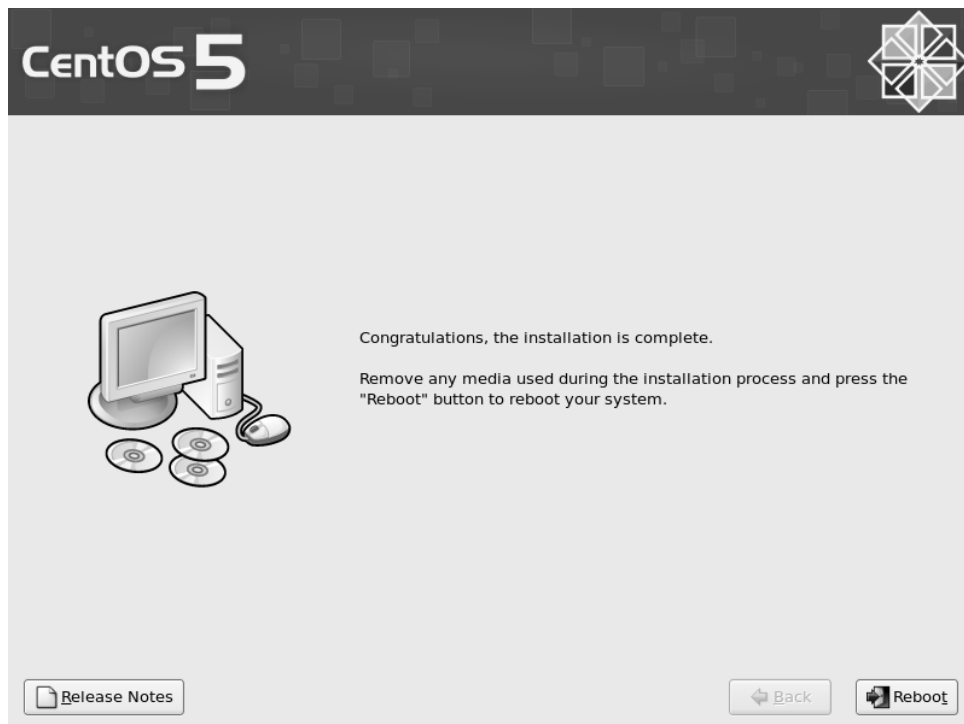 CentOS 5
Congratulations, the installation is complete.
Remove any media used during the installation process and press the
"Reboot" button to reboot your system.
Release Notes
Back
Reboot